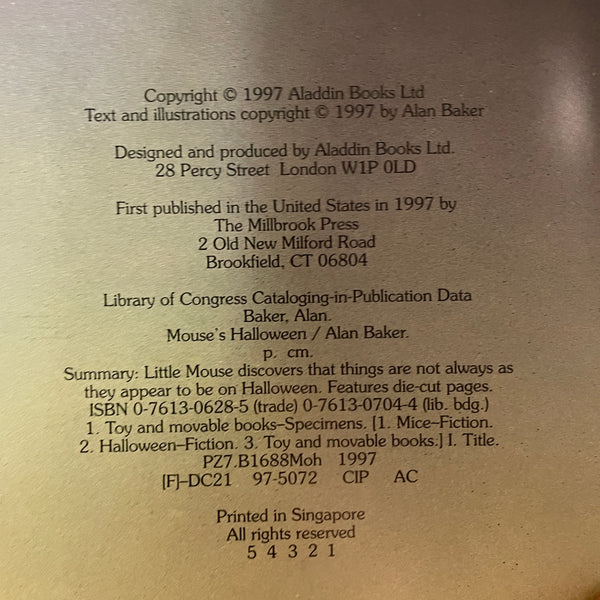 Copyright © 1997 Aladdin Books Ltd
Text and illustrations copyright © 1997 by Alan Baker
Designed and produced by Aladdin Books Ltd.
28 Percy Street London W1P 0LD
First published in the United States in 1997 by
The Millbrook Press
2 Old New Milford Road
Brookfield, CT 06804
Library of Congress Cataloging-in-Publication Data
Baker, Alan.
Mouse's Halloween / Alan Baker.
p. cm.
Summary: Little Mouse discovers that things are not always as
they appear to be on Halloween. Features die-cut pages.
ISBN 0-7613-0628-5 (trade) 0-7613-0704-4 (lib. bdg.)
1. Toy and movable books–Specimens. [1. Mice–Fiction.
2. Halloween–Fiction. 3. Toy and movable books.] I. Title.
PZ7.B1688Moh 1997
[F]–DC21 97-5072 CIP AC
Printed in Singapore
All rights reserved
5 4 3 2 1